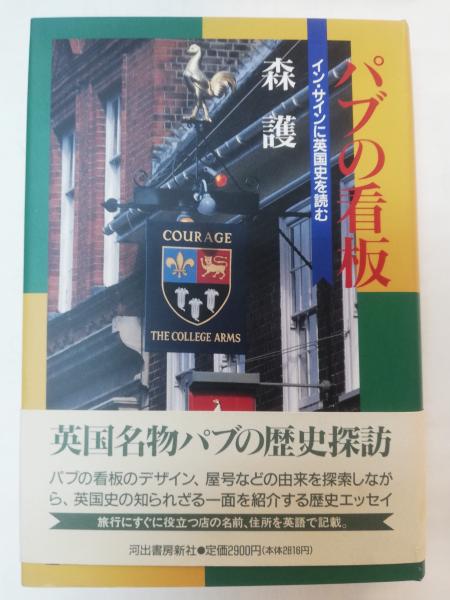 パブの看板
イン・サインに英国史を読む
森 護
COURAGE
THE COLLEGE ARMS
英国名物パブの歴史探訪
パブの看板のデザイン、屋号などの由来を探索しなが
ら、英国史の知られざる一面を紹介する歴史エッセイ
旅行にすぐに役立つ店の名前、住所を英語で記載。
河出書房新社●定価2900円(本体2816円)